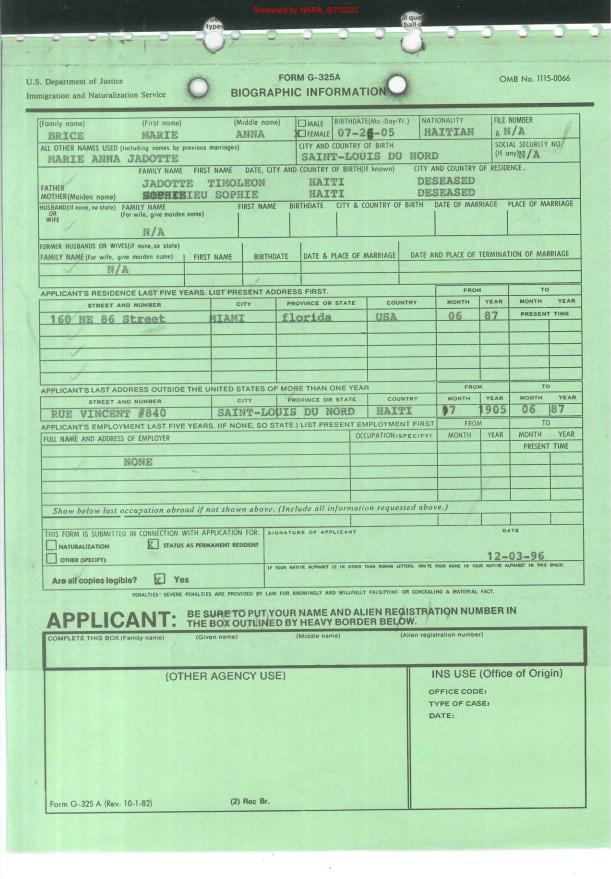 Screened by NARA, 8/7/2023
U.S. Department of Justice
Immigration and Naturalization Service
FORM G-325A
BIOGRAPHIC INFORMATION
OMB No. 1115-0066
(Family name) (First name) (Middle name) MALE BIRTHDATE(Mo.-Day-Yr.) NATIONALITY FILE NUMBER
BRICE MARIE ANNA X FEMALE 07-26-05 HAITIAN A. N/A
ALL OTHER NAMES USED (Including names by previous marriages) CITY AND COUNTRY OF BIRTH SOCIAL SECURITY NO.
MARIE ANNA JADOTTE SAINT-LOUIS DU NORD (If any) N/A
FAMILY NAME FIRST NAME DATE, CITY AND COUNTRY OF BIRTH(If known) CITY AND COUNTRY OF RESIDENCE.
FATHER JADOTTE TIMOLEON HAITI DESEASED
MOTHER(Maiden name) SOPHIE SOPHIE HAITI DESEASED
HUSBAND(If none, so state) FAMILY NAME FIRST NAME BIRTHDATE CITY & COUNTRY OF BIRTH DATE OF MARRIAGE PLACE OF MARRIAGE
OR (For wife, give maiden name)
WIFE
N/A
FORMER HUSBANDS OR WIVES(if none,so state)
FAMILY NAME(For wife, give maiden name) FIRST NAME BIRTHDATE DATE & PLACE OF MARRIAGE DATE AND PLACE OF TERMINATION OF MARRIAGE
N/A
APPLICANT'S RESIDENCE LAST FIVE YEARS. LIST PRESENT ADDRESS FIRST. FROM TO
STREET AND NUMBER CITY PROVINCE OR STATE COUNTRY MONTH YEAR MONTH YEAR
160 NE 86 Street MIAMI florida USA 06 87 PRESENT TIME
APPLICANT'S LAST ADDRESS OUTSIDE THE UNITED STATES OF MORE THAN ONE YEAR FROM TO
STREET AND NUMBER CITY PROVINCE OR STATE COUNTRY MONTH YEAR MONTH YEAR
RUE VINCENT #840 SAINT-LOUIS DU NORD HAITI 07 1905 06 87
APPLICANT'S EMPLOYMENT LAST FIVE YEARS. (IF NONE, SO STATE.) LIST PRESENT EMPLOYMENT FIRST FROM TO
FULL NAME AND ADDRESS OF EMPLOYER OCCUPATION(SPECIFY) MONTH YEAR MONTH YEAR
PRESENT TIME
NONE
Show below last occupation abroad if not shown above. (Include all information requested above.)
THIS FORM IS SUBMITTED IN CONNECTION WITH APPLICATION FOR: SIGNATURE OF APPLICANT DATE
NATURALIZATION X STATUS AS PERMANENT RESIDENT
OTHER (SPECIFY): 12-03-96
IF YOUR NATIVE ALPHABET IS IN OTHER THAN ROMAN LETTERS, WRITE YOUR NAME IN YOUR NATIVE ALPHABET IN THIS SPACE:
Are all copies legible? X Yes
PENALTIES: SEVERE PENALTIES ARE PROVIDED BY LAW FOR KNOWINGLY AND WILLFULLY FALSIFYING OR CONCEALING A MATERIAL FACT.
APPLICANT: BE SURE TO PUT YOUR NAME AND ALIEN REGISTRATION NUMBER IN
THE BOX OUTLINED BY HEAVY BORDER BELOW.
COMPLETE THIS BOX(Family name) (Given name) (Middle name) (Alien registration number)
(OTHER AGENCY USE) INS USE (Office of Origin)
OFFICE CODE:
TYPE OF CASE:
DATE:
Form G-325 A (Rev. 10-1-82) (2) Rec Br.